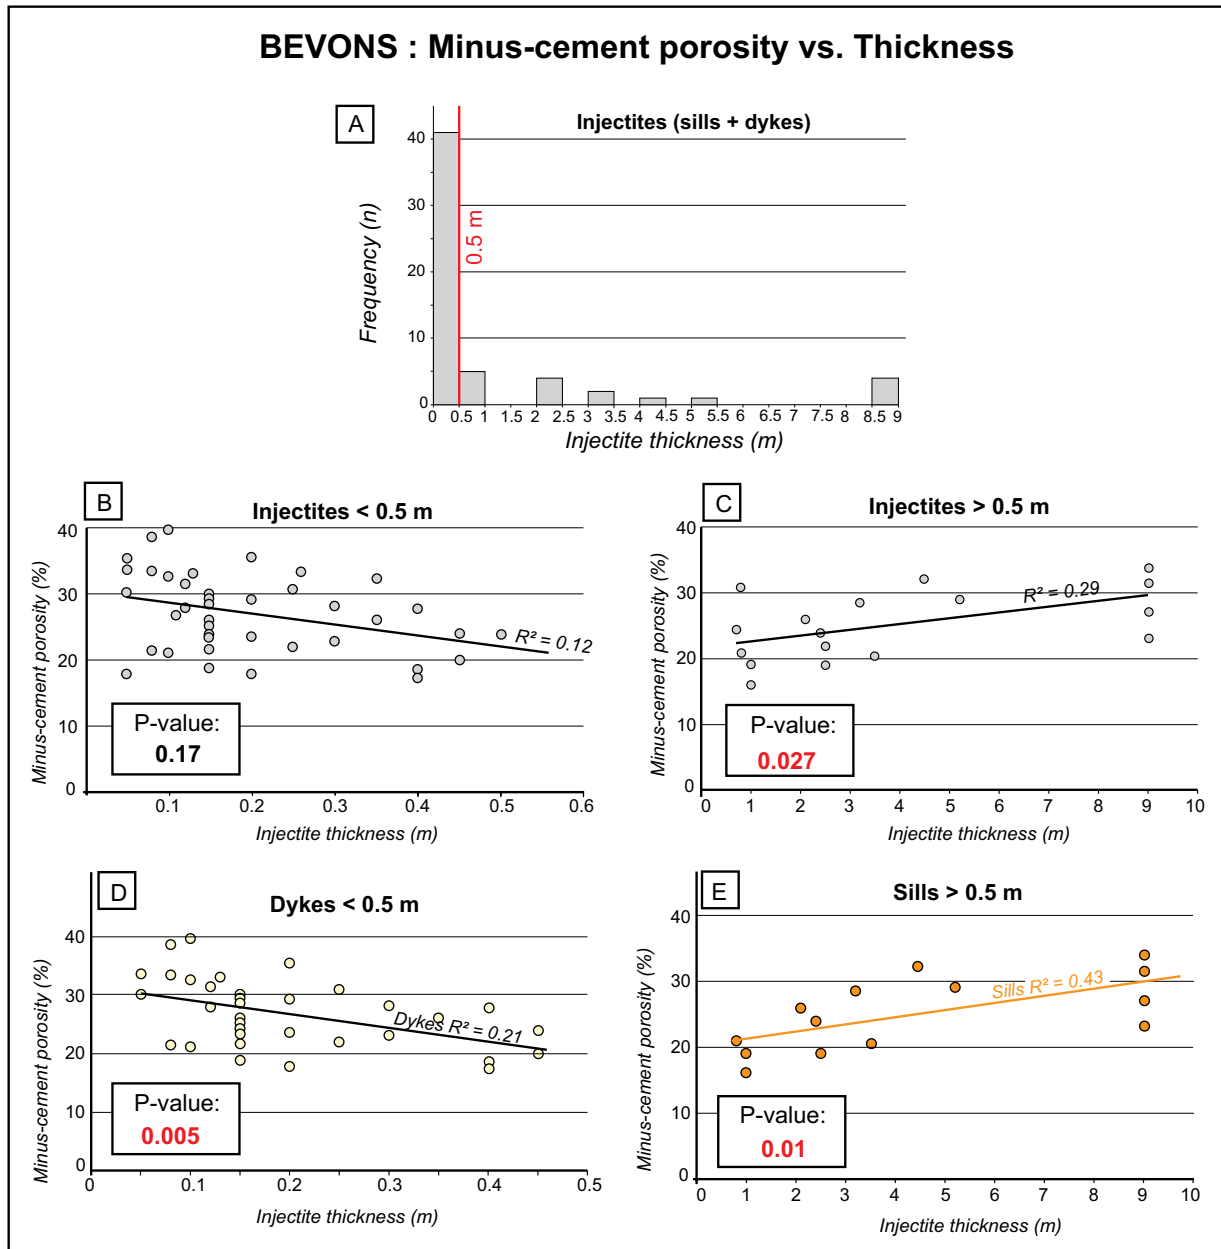 BEVONS : Minus-cement porosity vs. Thickness
A
Injectites (sills + dykes)
Frequency (n)
40
30
20
10
0
0.5 m
0 0.5 1 1.5 2 2.5 3 3.5 4 4.5 5 5.5 6 6.5 7 7.5 8 8.5 9
Injectite thickness (m)
B
Injectites < 0.5 m
Minus-cement porosity (%)
40
30
20
10
0
R² = 0.12
P-value:
0.17
0.1 0.2 0.3 0.4 0.5 0.6
Injectite thickness (m)
C
Injectites > 0.5 m
Minus-cement porosity (%)
40
30
20
10
0
R² = 0.29
P-value:
0.027
0 1 2 3 4 5 6 7 8 9 10
Injectite thickness (m)
D
Dykes < 0.5 m
Minus-cement porosity (%)
40
30
20
10
0
Dykes R² = 0.21
P-value:
0.005
0 0.1 0.2 0.3 0.4 0.5
Injectite thickness (m)
E
Sills > 0.5 m
Minus-cement porosity (%)
40
30
20
10
0
Sills R² = 0.43
P-value:
0.01
0 1 2 3 4 5 6 7 8 9 10
Injectite thickness (m)